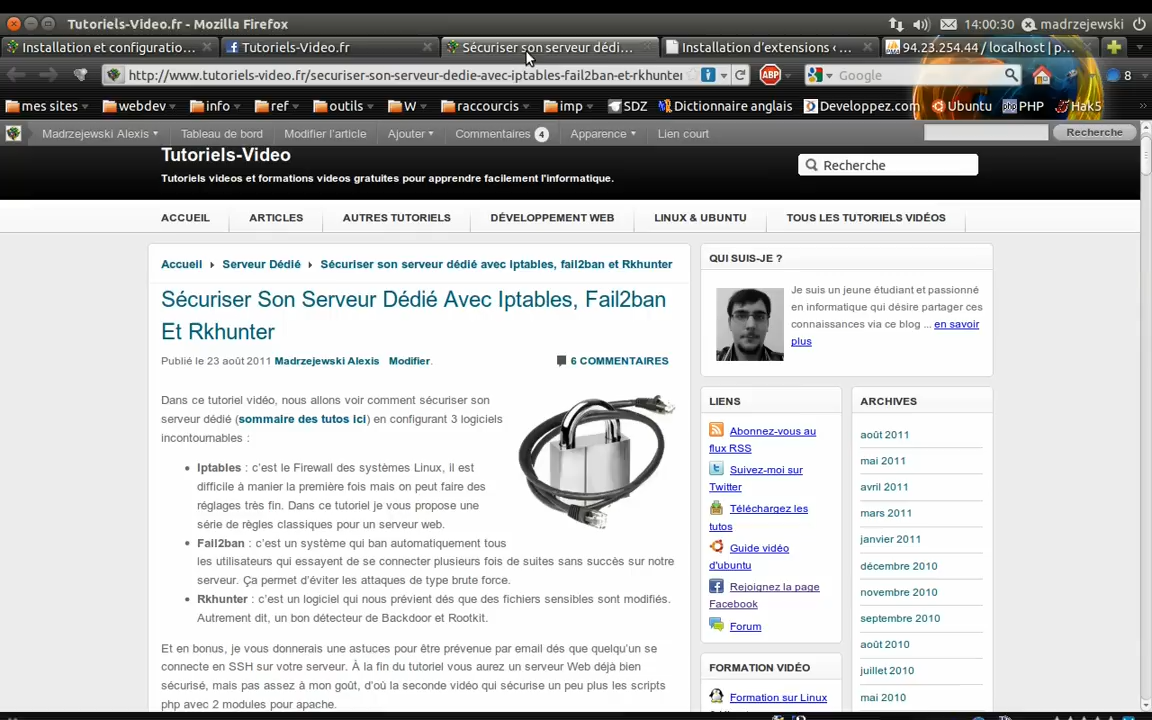 Tutoriels-Video.fr - Mozilla Firefox
14:00:30 madrzejewski
Installation et configuratio...
Tutoriels-Video.fr
Sécuriser son serveur dédi...
Installation d'extensions
94.23.254.44 / localhost | p...
http://www.tutoriels-video.fr/securiser-son-serveur-dedie-avec-iptables-fail2ban-et-rkhunter
ABP
Google
8
mes sites
webdev
info
ref
outils
W
raccourcis
imp
SDZ
Dictionnaire anglais
Developpez.com
Ubuntu
PHP
Hak5
Madrzejewski Alexis
Tableau de bord
Modifier l'article
Ajouter
Commentaires 4
Apparence
Lien court
Recherche
Tutoriels-Video
Tutoriels videos et formations videos gratuites pour apprendre facilement l'informatique.
Recherche
ACCUEIL
ARTICLES
AUTRES TUTORIELS
DÉVELOPPEMENT WEB
LINUX & UBUNTU
TOUS LES TUTORIELS VIDÉOS
Accueil Serveur Dédié Sécuriser son serveur dédié avec Iptables, fail2ban et Rkhunter
Sécuriser Son Serveur Dédié Avec Iptables, Fail2ban
Et Rkhunter
Publié le 23 août 2011 Madrzejewski Alexis Modifier.
6 COMMENTAIRES
Dans ce tutoriel vidéo, nous allons voir comment sécuriser son
serveur dédié (sommaire des tutos ici) en configurant 3 logiciels
incontournables :
Iptables : c'est le Firewall des systèmes Linux, il est
difficile à manier la première fois mais on peut faire des
réglages très fin. Dans ce tutoriel je vous propose une
série de règles classiques pour un serveur web.
Fail2ban : c'est un système qui ban automatiquement tous
les utilisateurs qui essayent de se connecter plusieurs fois de suites sans succès sur notre
serveur. Ça permet d'éviter les attaques de type brute force.
Rkhunter : c'est un logiciel qui nous prévient dés que des fichiers sensibles sont modifiés.
Autrement dit, un bon détecteur de Backdoor et Rootkit.
Et en bonus, je vous donnerais une astuces pour être prévenue par email dés que quelqu'un se
connecte en SSH sur votre serveur. À la fin du tutoriel vous aurez un serveur Web déjà bien
sécurisé, mais pas assez à mon goût, d'où la seconde vidéo qui sécurise un peu plus les scripts
php avec 2 modules pour apache.
QUI SUIS-JE ?
Je suis un jeune étudiant et passionné
en informatique qui désire partager ces
connaissances via ce blog ... en savoir
plus
LIENS
Abonnez-vous au
flux RSS
Suivez-moi sur
Twitter
Téléchargez les
tutos
Guide vidéo
d'ubuntu
Rejoignez la page
Facebook
Forum
FORMATION VIDÉO
Formation sur Linux
ARCHIVES
août 2011
mai 2011
avril 2011
mars 2011
janvier 2011
décembre 2010
novembre 2010
septembre 2010
août 2010
juillet 2010
mai 2010